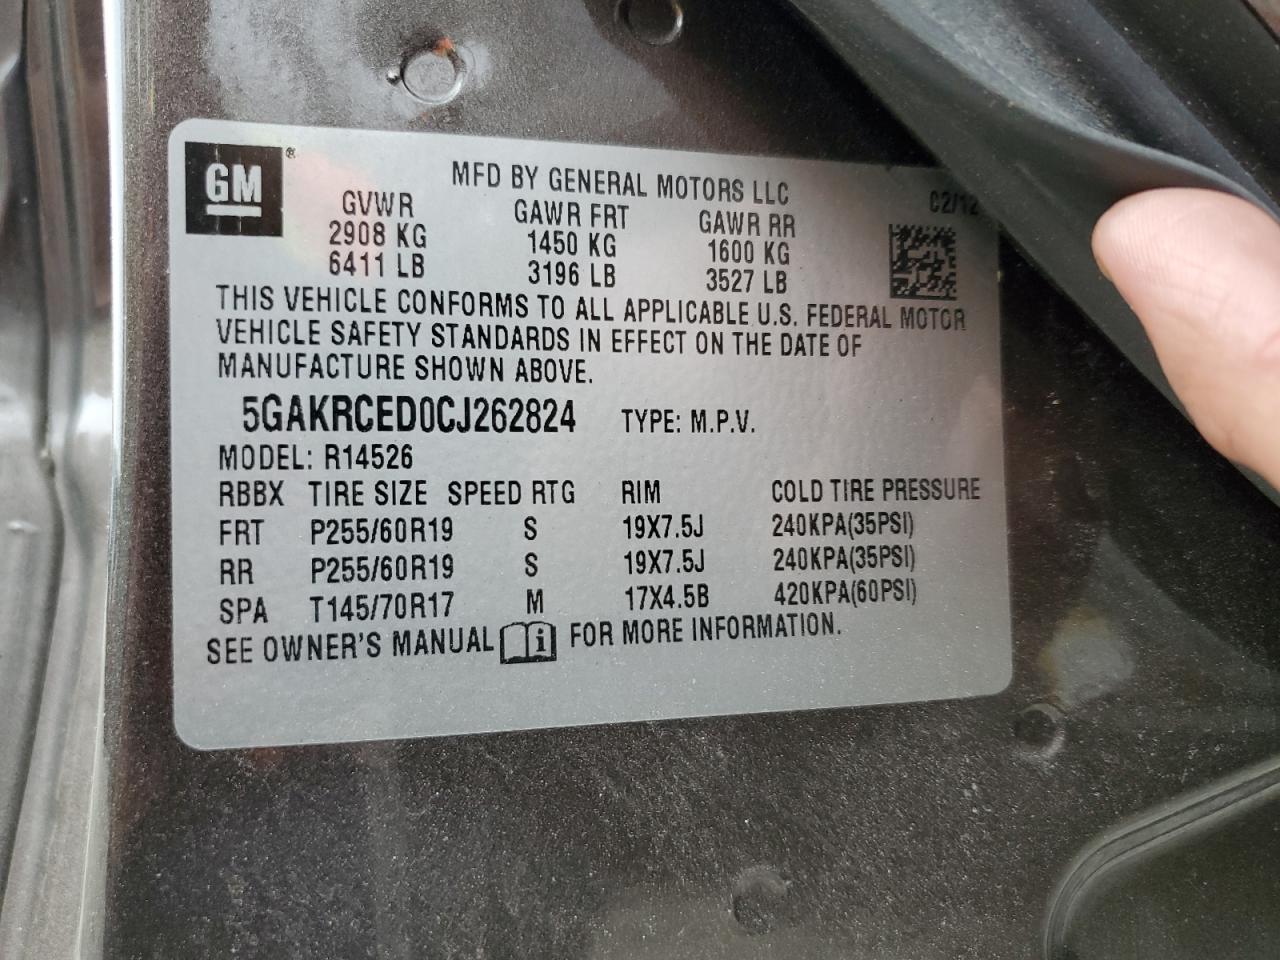 GM ®
MFD BY GENERAL MOTORS LLC
GVWR GAWR FRT GAWR RR 02/12
2908 KG 1450 KG 1600 KG
6411 LB 3196 LB 3527 LB
THIS VEHICLE CONFORMS TO ALL APPLICABLE U.S. FEDERAL MOTOR
VEHICLE SAFETY STANDARDS IN EFFECT ON THE DATE OF
MANUFACTURE SHOWN ABOVE.
5GAKRCED0CJ262824 TYPE: M.P.V.
MODEL: R14526
RBBX TIRE SIZE SPEED RTG RIM COLD TIRE PRESSURE
FRT P255/60R19 S 19X7.5J 240KPA(35PSI)
RR P255/60R19 S 19X7.5J 240KPA(35PSI)
SPA T145/70R17 M 17X4.5B 420KPA(60PSI)
SEE OWNER'S MANUAL i FOR MORE INFORMATION.